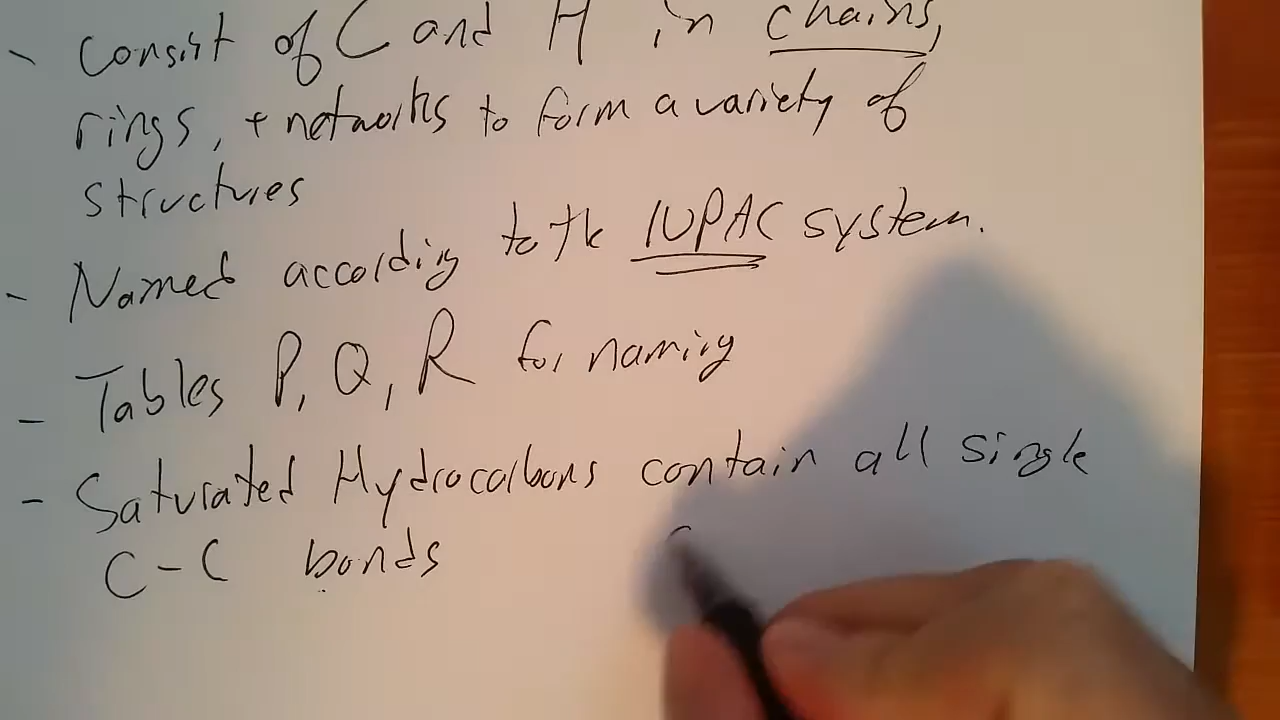 - Consist of C and H in chains,
rings, + networks to form a variety of
structures
- Named according to the IUPAC system.
- Tables P, Q, R for naming
- Saturated Hydrocarbons contain all single
C-C bonds